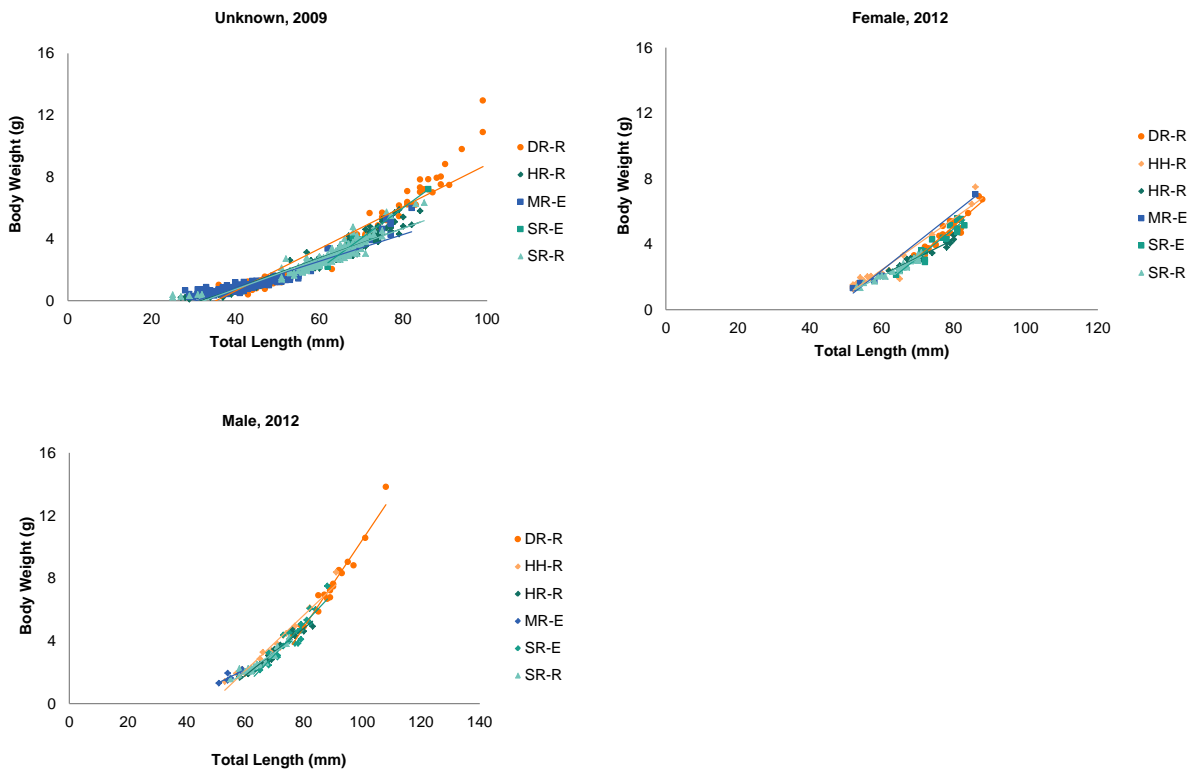 Unknown, 2009
16
12
8
4
0
Body Weight (g)
0 20 40 60 80 100
Total Length (mm)
DR-R
HR-R
MR-E
SR-E
SR-R
Female, 2012
16
12
8
4
0
Body Weight (g)
0 20 40 60 80 100 120
Total Length (mm)
DR-R
HH-R
HR-R
MR-E
SR-E
SR-R
Male, 2012
16
12
8
4
0
Body Weight (g)
0 20 40 60 80 100 120 140
Total Length (mm)
DR-R
HH-R
HR-R
MR-E
SR-E
SR-R